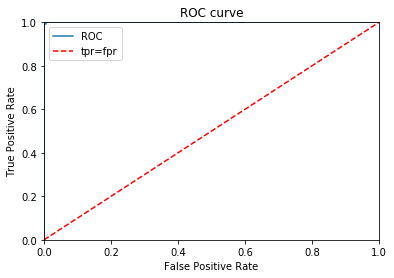 ROC curve
ROC
tpr=fpr
True Positive Rate
1.0
0.8
0.6
0.4
0.2
0.0
0.0 0.2 0.4 0.6 0.8 1.0
False Positive Rate